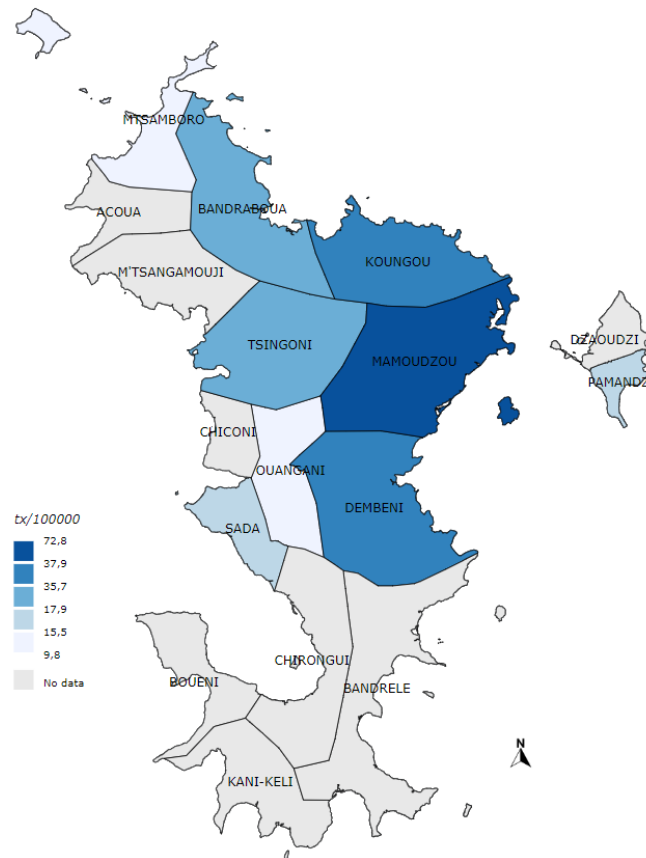 MTSAMBORO
ACOUA
BANDRABOUA
M'TSANGAMOUJI
KOUNGOU
TSINGONI
MAMOUDZOU
DZAOUDZI
PAMANDZ
CHICONI
OUANGANI
SADA
DEMBENI
tx/100000
72,8
37,9
35,7
17,9
15,5
9,8
No data
CHIRONGUI
BOUENI
BANDRELE
KANI-KELI
N